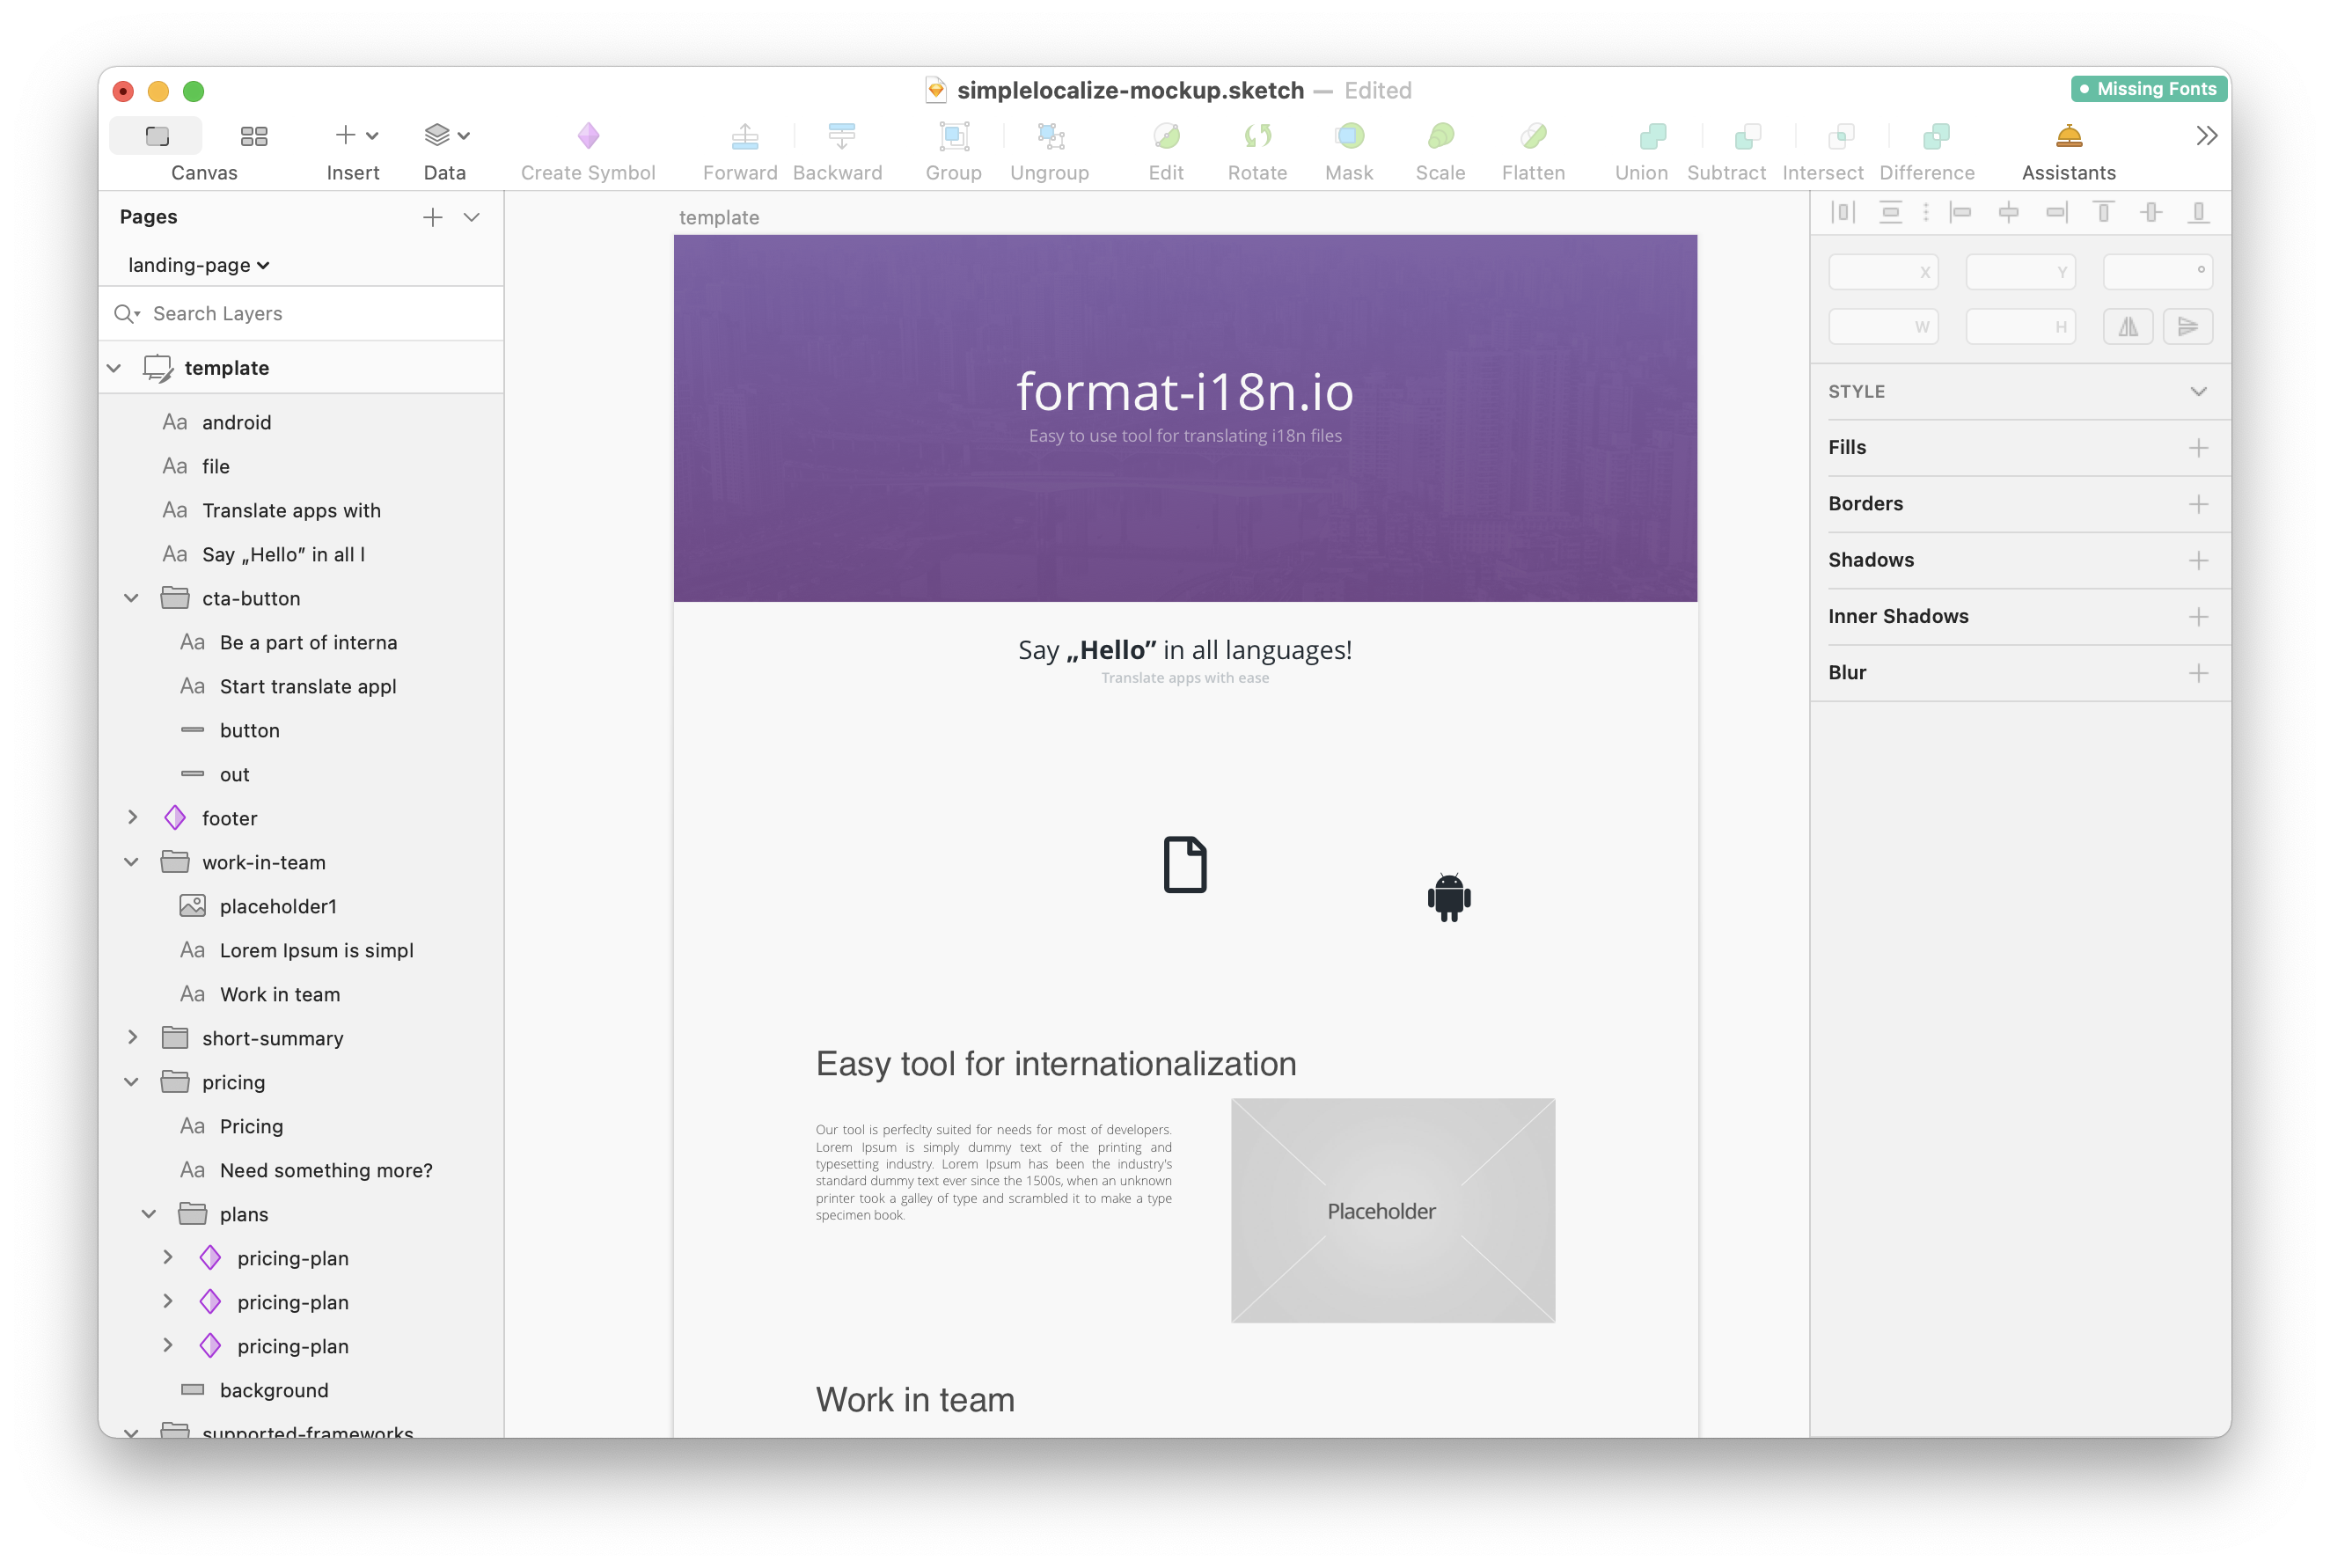 simplelocalize-mockup.sketch — Edited
Missing Fonts
Canvas
Insert
Data
Create Symbol
Forward
Backward
Group
Ungroup
Edit
Rotate
Mask
Scale
Flatten
Union
Subtract
Intersect
Difference
Assistants
Pages
landing-page
Search Layers
template
Aa android
Aa file
Aa Translate apps with
Aa Say „Hello” in all l
cta-button
Aa Be a part of interna
Aa Start translate appl
button
out
footer
work-in-team
placeholder1
Aa Lorem Ipsum is simpl
Aa Work in team
short-summary
pricing
Aa Pricing
Aa Need something more?
plans
pricing-plan
pricing-plan
pricing-plan
background
supported-frameworks
template
format-i18n.io
Easy to use tool for translating i18n files
Say „Hello” in all languages!
Translate apps with ease
Easy tool for internationalization
Our tool is perfeclty suited for needs for most of developers.
Lorem Ipsum is simply dummy text of the printing and
typesetting industry. Lorem Ipsum has been the industry's
standard dummy text ever since the 1500s, when an unknown
printer took a galley of type and scrambled it to make a type
specimen book.
Placeholder
Work in team
X
Y
°
W
H
STYLE
Fills
Borders
Shadows
Inner Shadows
Blur